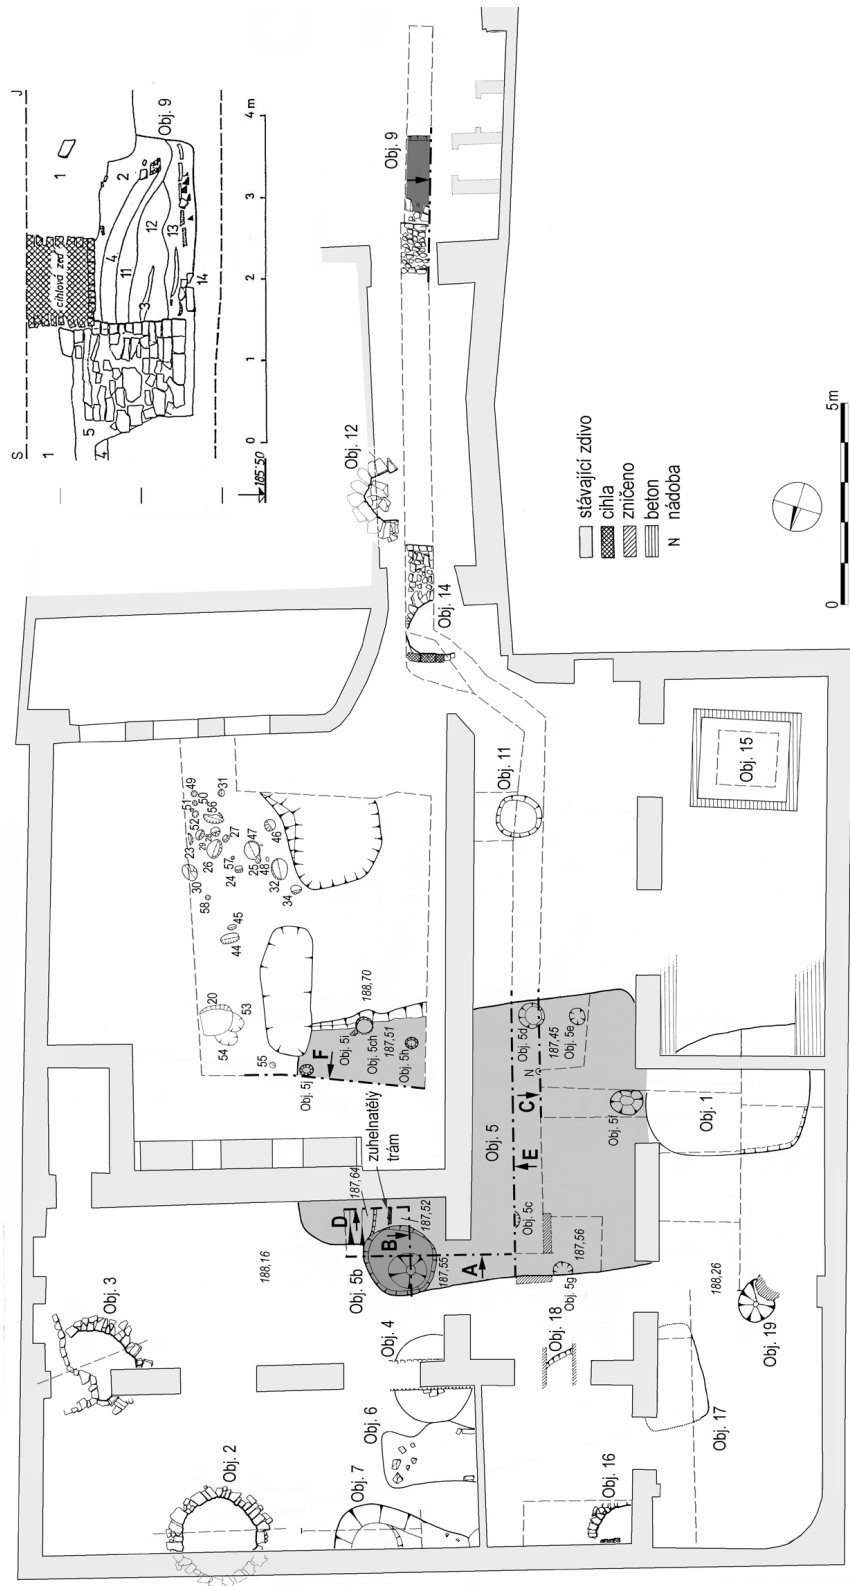 S
J
1
5
4
cihlová zeď
1
2
4
11
3
12
13
14
Obj. 9
185'50
0
1
2
3
4 m
Obj. 9
Obj. 12
Obj. 14
stávající zdivo
cihla
zničeno
beton
N nádoba
0
5m
Obj. 11
Obj. 15
49
51
50
52
56
31
23
29
28
27
30
26
57
47
46
24
25
48
58
32
34
45
44
20
53
54
55
188,70
Obj. 5i
Obj. 5ch
187,51
Obj. 5h
F
Obj. 5j
zuhelnatělý
trám
Obj. 5
Obj. 5d
187,45
Obj. 5e
N
C
E
Obj. 5f
Obj. 1
Obj. 5c
187,56
Obj. 5g
A
187,64
D
187,52
B
187,55
Obj. 5b
188,16
188,26
Obj. 19
Obj. 3
Obj. 4
Obj. 18
Obj. 6
Obj. 17
Obj. 2
Obj. 7
Obj. 16